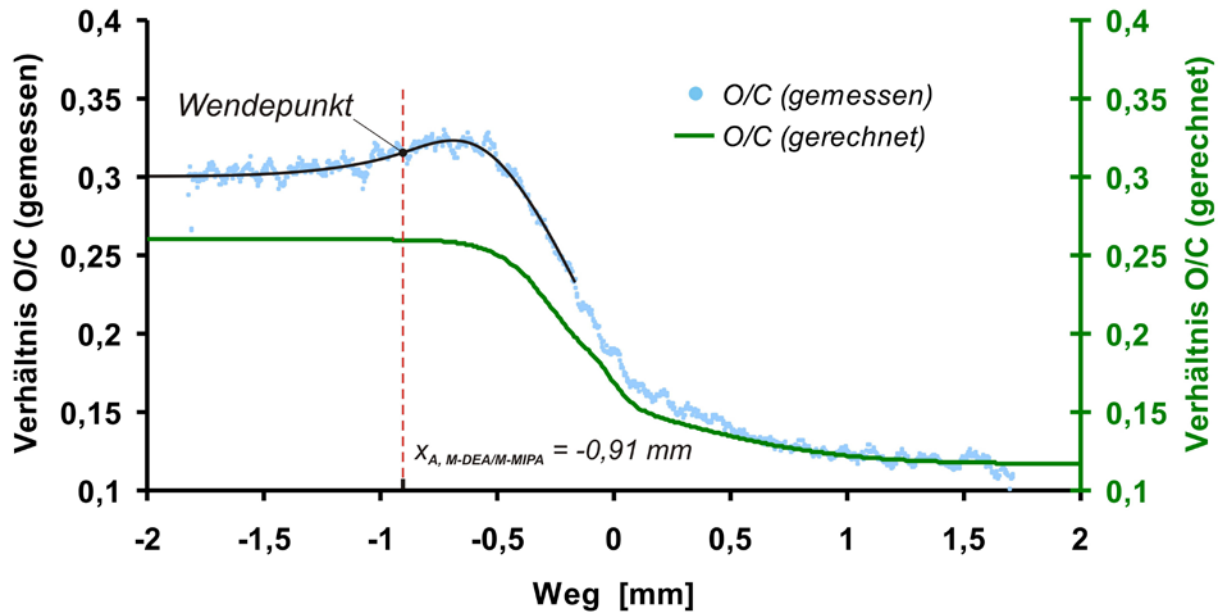 Verhältnis O/C (gemessen)
0,4
0,35
0,3
0,25
0,2
0,15
0,1
Wendepunkt
O/C (gemessen)
O/C (gerechnet)
x_A, M-DEA/M-MIPA = -0,91 mm
0,4
0,35
0,3
0,25
0,2
0,15
0,1
Verhältnis O/C (gerechnet)
-2 -1,5 -1 -0,5 0 0,5 1 1,5 2
Weg [mm]